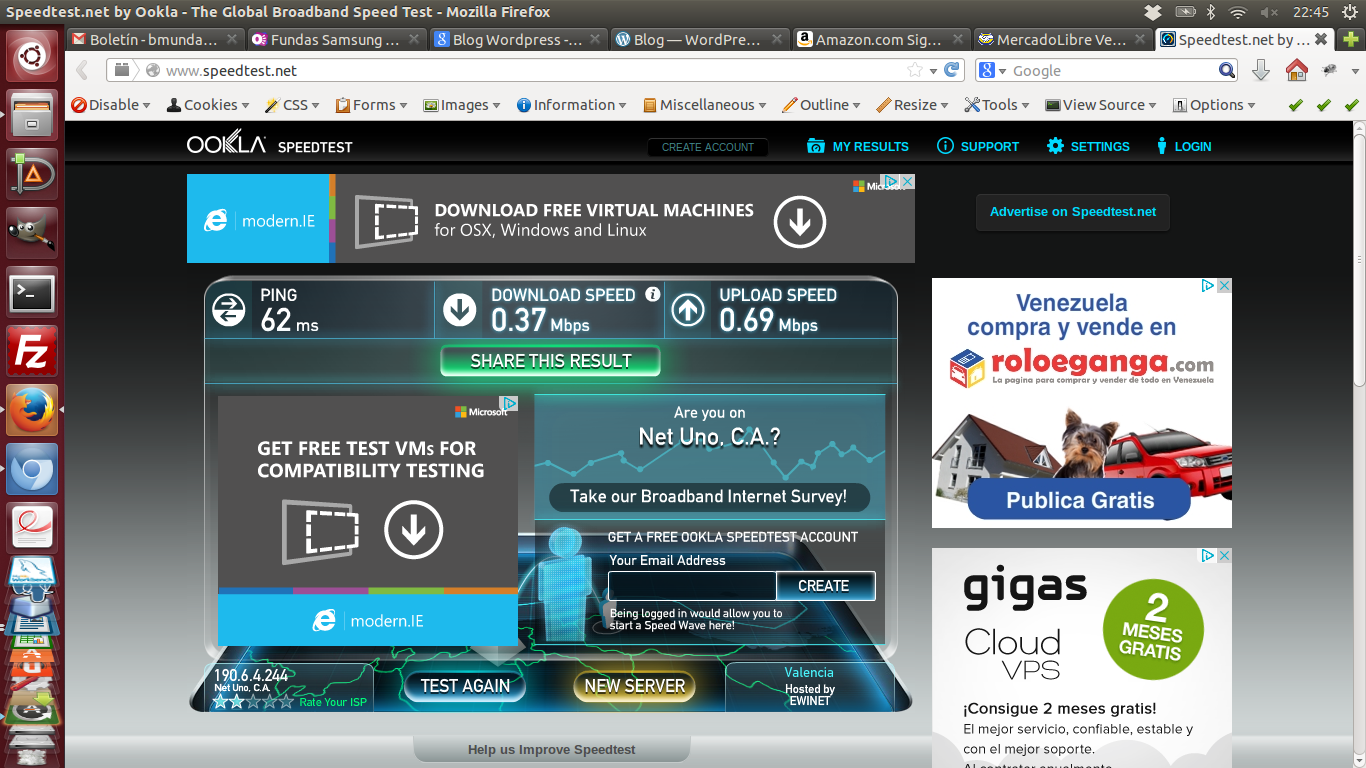 Speedtest.net by Ookla - The Global Broadband Speed Test - Mozilla Firefox
22:45
Boletín - bmunda...
Fundas Samsung ...
Blog Wordpress -...
Blog — WordPre...
Amazon.com Sig...
MercadoLibre Ve...
Speedtest.net by ...
www.speedtest.net
Google
Disable
Cookies
CSS
Forms
Images
Information
Miscellaneous
Outline
Resize
Tools
View Source
Options
OOKLA SPEEDTEST
CREATE ACCOUNT
MY RESULTS
SUPPORT
SETTINGS
LOGIN
modern.IE
DOWNLOAD FREE VIRTUAL MACHINES
for OSX, Windows and Linux
Advertise on Speedtest.net
PING
62 ms
DOWNLOAD SPEED
0.37 Mbps
UPLOAD SPEED
0.69 Mbps
SHARE THIS RESULT
Microsoft
GET FREE TEST VMs FOR
COMPATIBILITY TESTING
modern.IE
Are you on
Net Uno, C.A.?
Take our Broadband Internet Survey!
GET A FREE OOKLA SPEEDTEST ACCOUNT
Your Email Address
CREATE
Being logged in would allow you to
start a Speed Wave here!
190.6.4.244
Net Uno, C.A.
Rate Your ISP
TEST AGAIN
NEW SERVER
Valencia
Hosted by
EWINET
Help us Improve Speedtest
Venezuela
compra y vende en
roloeganga.com
La pagina para comprar y vender de todo en Venezuela
Publica Gratis
gigas
Cloud
VPS
2
MESES
GRATIS
¡Consigue 2 meses gratis!
El mejor servicio, confiable, estable y
con el mejor soporte.
Al contratar anualmente